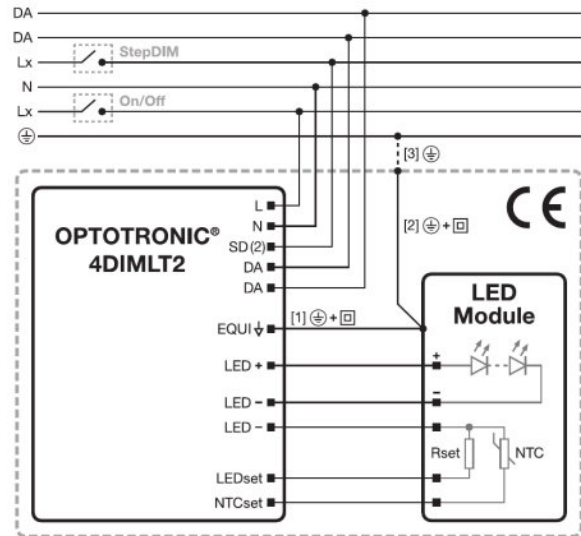 DA
DA
Lx StepDIM
N
Lx On/Off
[3]
[2] +
CE
OPTOTRONIC®
4DIMLT2
L
N
SD (2)
DA
DA
EQUI
[1] +
LED +
LED -
LED -
LEDset
NTCset
LED
Module
+
-
Rset NTC